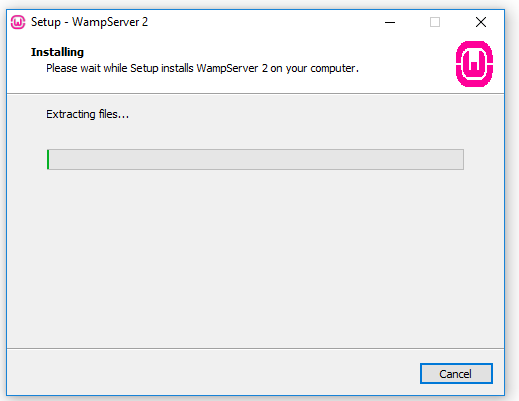 Setup - WampServer 2
Installing
Please wait while Setup installs WampServer 2 on your computer.
W
Extracting files...
Cancel